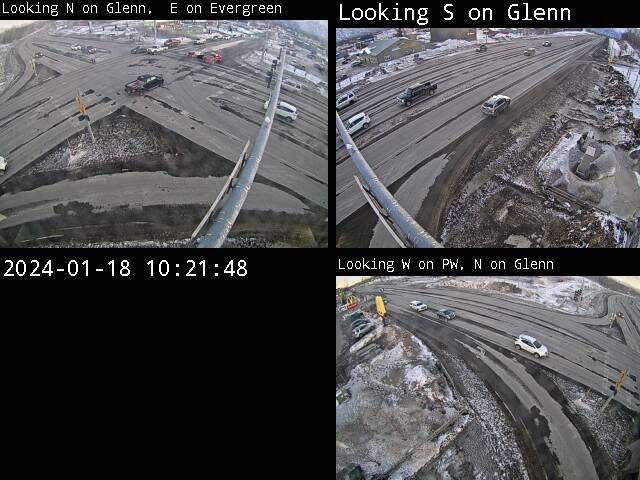 Looking N on Glenn,  E on Evergreen
Looking S on Glenn
2024-01-18 10:21:48
Looking W on PW, N on Glenn